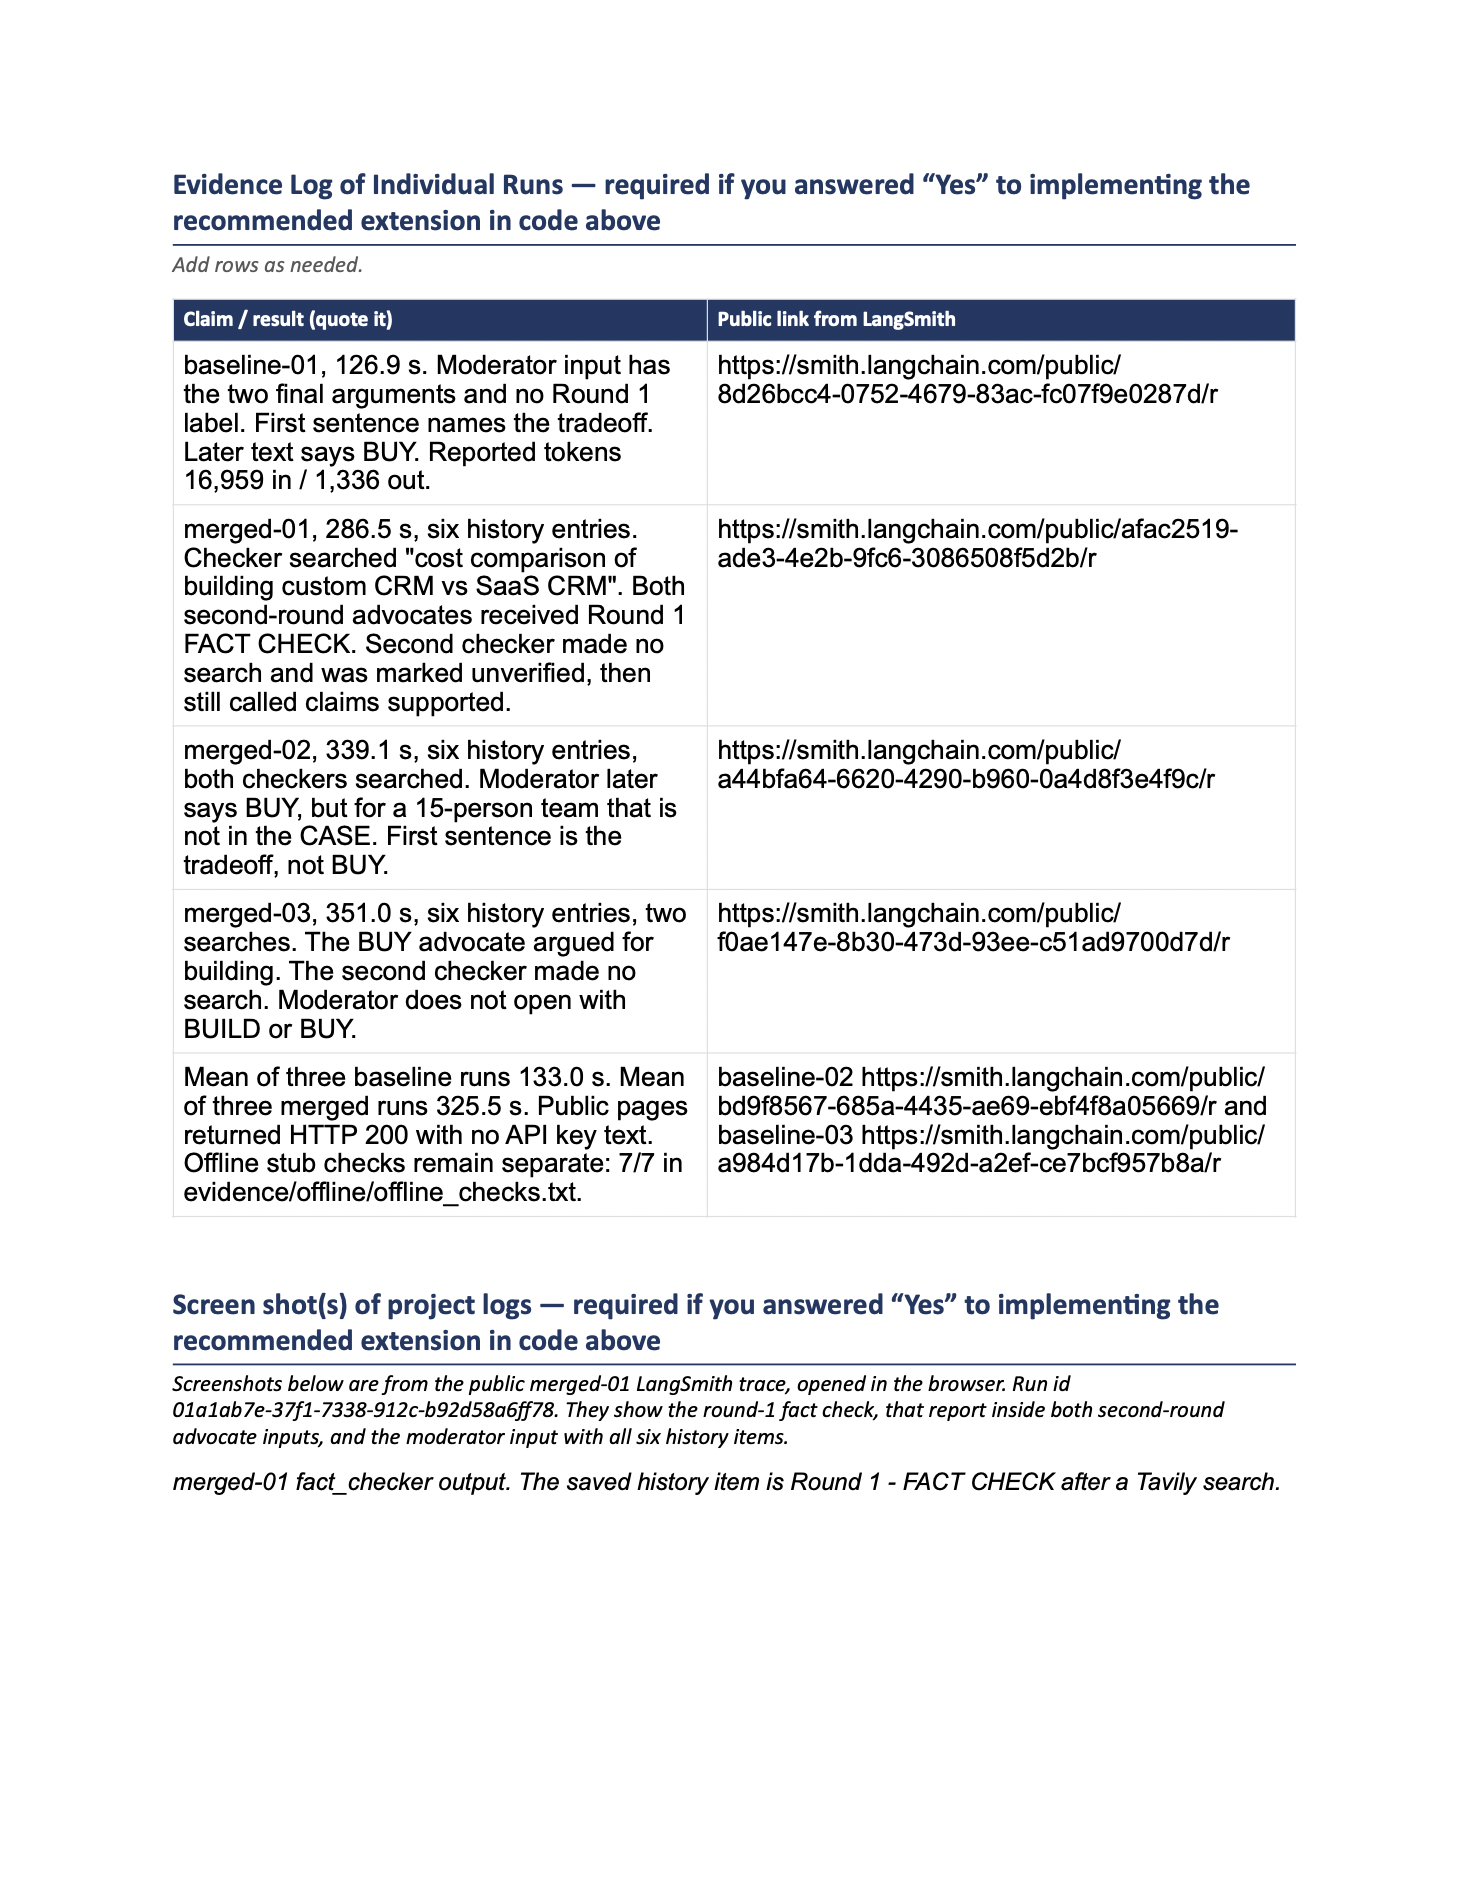 Evidence Log of Individual Runs — required if you answered “Yes” to implementing the
recommended extension in code above
Add rows as needed.
Claim / result (quote it)
Public link from LangSmith
baseline-01, 126.9 s. Moderator input has
the two final arguments and no Round 1
label. First sentence names the tradeoff.
Later text says BUY. Reported tokens
16,959 in / 1,336 out.
https://smith.langchain.com/public/
8d26bcc4-0752-4679-83ac-fc07f9e0287d/r
merged-01, 286.5 s, six history entries.
Checker searched "cost comparison of
building custom CRM vs SaaS CRM". Both
second-round advocates received Round 1
FACT CHECK. Second checker made no
search and was marked unverified, then
still called claims supported.
https://smith.langchain.com/public/afac2519-
ade3-4e2b-9fc6-3086508f5d2b/r
merged-02, 339.1 s, six history entries,
both checkers searched. Moderator later
says BUY, but for a 15-person team that is
not in the CASE. First sentence is the
tradeoff, not BUY.
https://smith.langchain.com/public/
a44bfa64-6620-4290-b960-0a4d8f3e4f9c/r
merged-03, 351.0 s, six history entries, two
searches. The BUY advocate argued for
building. The second checker made no
search. Moderator does not open with
BUILD or BUY.
https://smith.langchain.com/public/
f0ae147e-8b30-473d-93ee-c51ad9700d7d/r
Mean of three baseline runs 133.0 s. Mean
of three merged runs 325.5 s. Public pages
returned HTTP 200 with no API key text.
Offline stub checks remain separate: 7/7 in
evidence/offline/offline_checks.txt.
baseline-02 https://smith.langchain.com/public/
bd9f8567-685a-4435-ae69-ebf4f8a05669/r and
baseline-03 https://smith.langchain.com/public/
a984d17b-1dda-492d-a2ef-ce7bcf957b8a/r
Screen shot(s) of project logs — required if you answered “Yes” to implementing the
recommended extension in code above
Screenshots below are from the public merged-01 LangSmith trace, opened in the browser. Run id
01a1ab7e-37f1-7338-912c-b92d58a6ff78. They show the round-1 fact check, that report inside both second-round
advocate inputs, and the moderator input with all six history items.
merged-01 fact_checker output. The saved history item is Round 1 - FACT CHECK after a Tavily search.